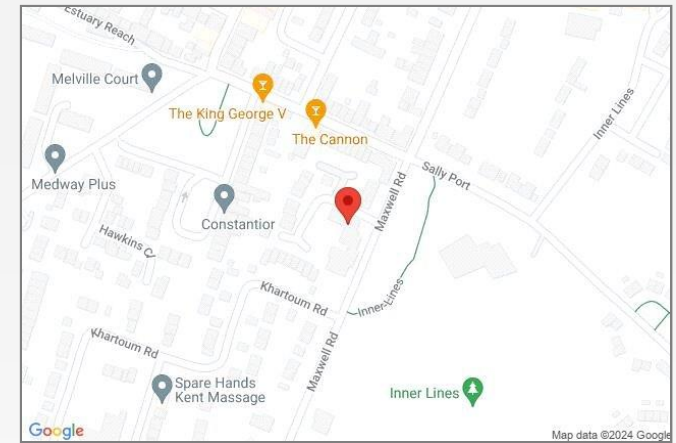 Estuary Reach
Melville Court
The King George V
The Cannon
Inner Lines
Medway Plus
Sally Port
Maxwell Rd
Constantior
Hawkins Cl
Khartoum Rd
Inner-Lines
Khartoum Rd
Maxwell Rd
Spare Hands
Kent Massage
Inner Lines
Google
Map data ©2024 Google